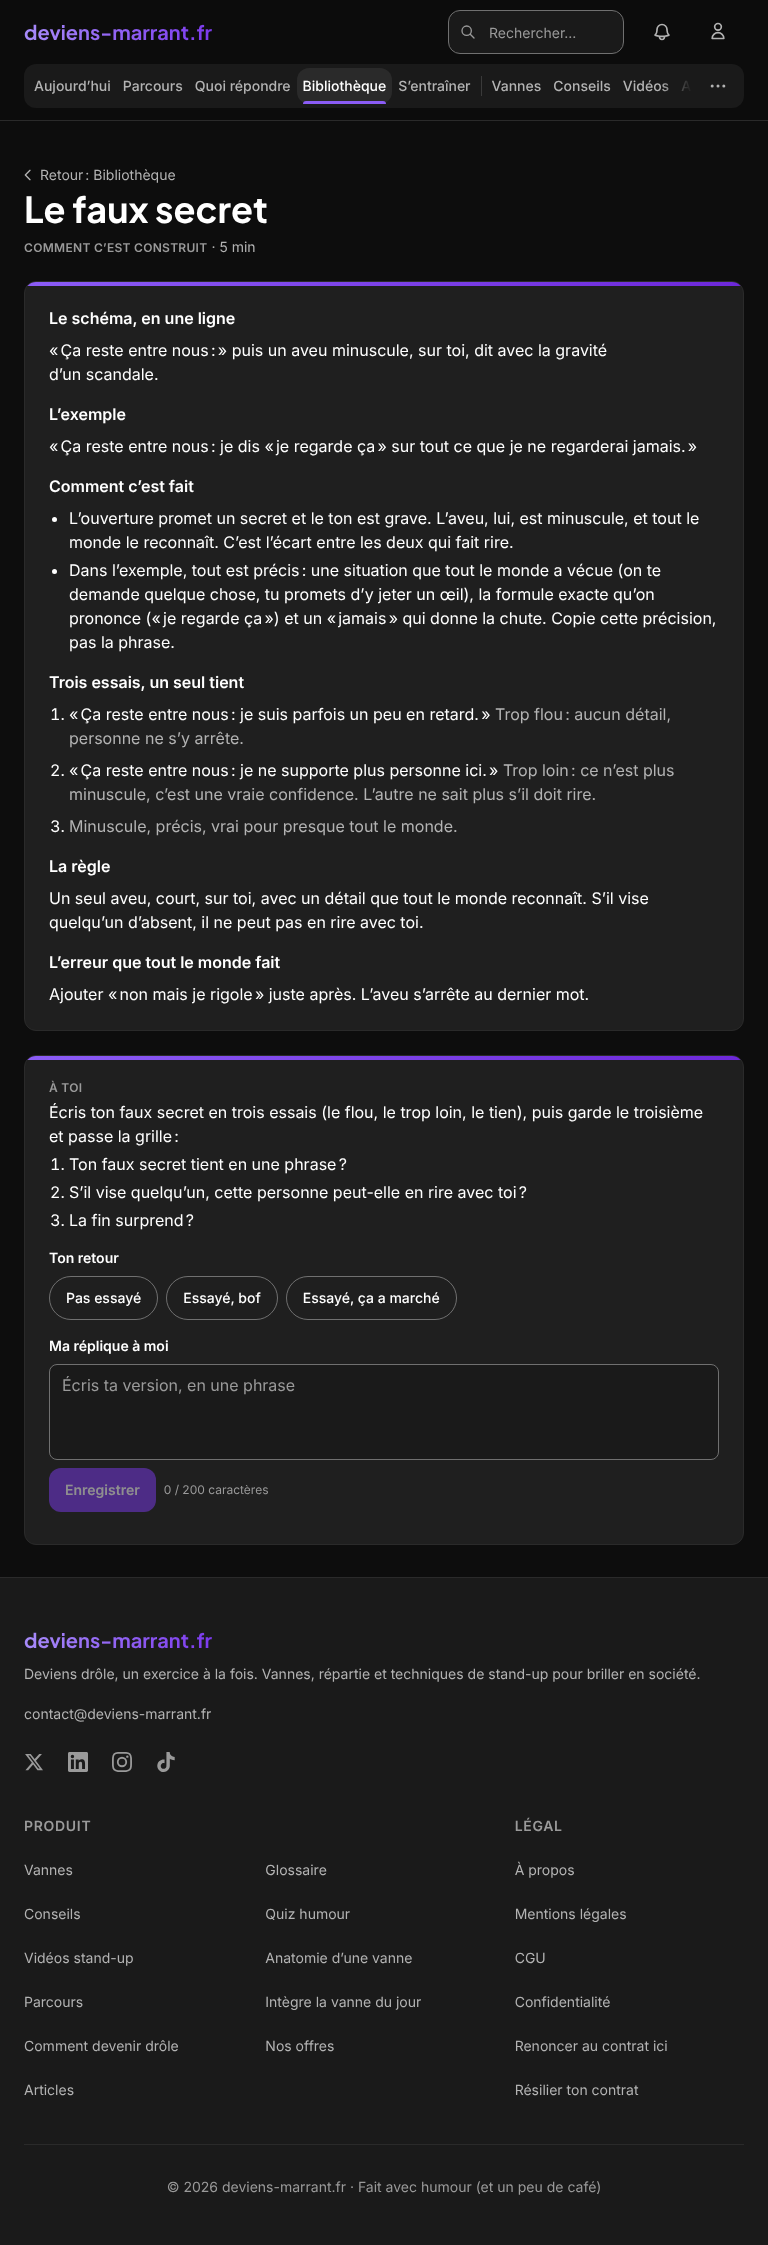 deviens-marrant.fr
Rechercher...
Aujourd’hui Parcours Quoi répondre Bibliothèque S’entraîner Vannes Conseils Vidéos
Retour : Bibliothèque
Le faux secret
COMMENT C’EST CONSTRUIT · 5 min
Le schéma, en une ligne
« Ça reste entre nous : » puis un aveu minuscule, sur toi, dit avec la gravité
d’un scandale.
L’exemple
« Ça reste entre nous : je dis « je regarde ça » sur tout ce que je ne regarderai jamais. »
Comment c’est fait
• L’ouverture promet un secret et le ton est grave. L’aveu, lui, est minuscule, et tout le
monde le reconnaît. C’est l’écart entre les deux qui fait rire.
• Dans l’exemple, tout est précis : une situation que tout le monde a vécue (on te
demande quelque chose, tu promets d’y jeter un œil), la formule exacte qu’on
prononce (« je regarde ça ») et un « jamais » qui donne la chute. Copie cette précision,
pas la phrase.
Trois essais, un seul tient
1. « Ça reste entre nous : je suis parfois un peu en retard. » Trop flou : aucun détail,
personne ne s’y arrête.
2. « Ça reste entre nous : je ne supporte plus personne ici. » Trop loin : ce n’est plus
minuscule, c’est une vraie confidence. L’autre ne sait plus s’il doit rire.
3. Minuscule, précis, vrai pour presque tout le monde.
La règle
Un seul aveu, court, sur toi, avec un détail que tout le monde reconnaît. S’il vise
quelqu’un d’absent, il ne peut pas en rire avec toi.
L’erreur que tout le monde fait
Ajouter « non mais je rigole » juste après. L’aveu s’arrête au dernier mot.
À TOI
Écris ton faux secret en trois essais (le flou, le trop loin, le tien), puis garde le troisième
et passe la grille :
1. Ton faux secret tient en une phrase ?
2. S’il vise quelqu’un, cette personne peut-elle en rire avec toi ?
3. La fin surprend ?
Ton retour
Pas essayé Essayé, bof Essayé, ça a marché
Ma réplique à moi
Écris ta version, en une phrase
Enregistrer 0 / 200 caractères
deviens-marrant.fr
Deviens drôle, un exercice à la fois. Vannes, répartie et techniques de stand-up pour briller en société.
contact@deviens-marrant.fr
PRODUIT LÉGAL
Vannes Glossaire À propos
Conseils Quiz humour Mentions légales
Vidéos stand-up Anatomie d’une vanne CGU
Parcours Intègre la vanne du jour Confidentialité
Comment devenir drôle Nos offres Renoncer au contrat ici
Articles Résilier ton contrat
© 2026 deviens-marrant.fr · Fait avec humour (et un peu de café)